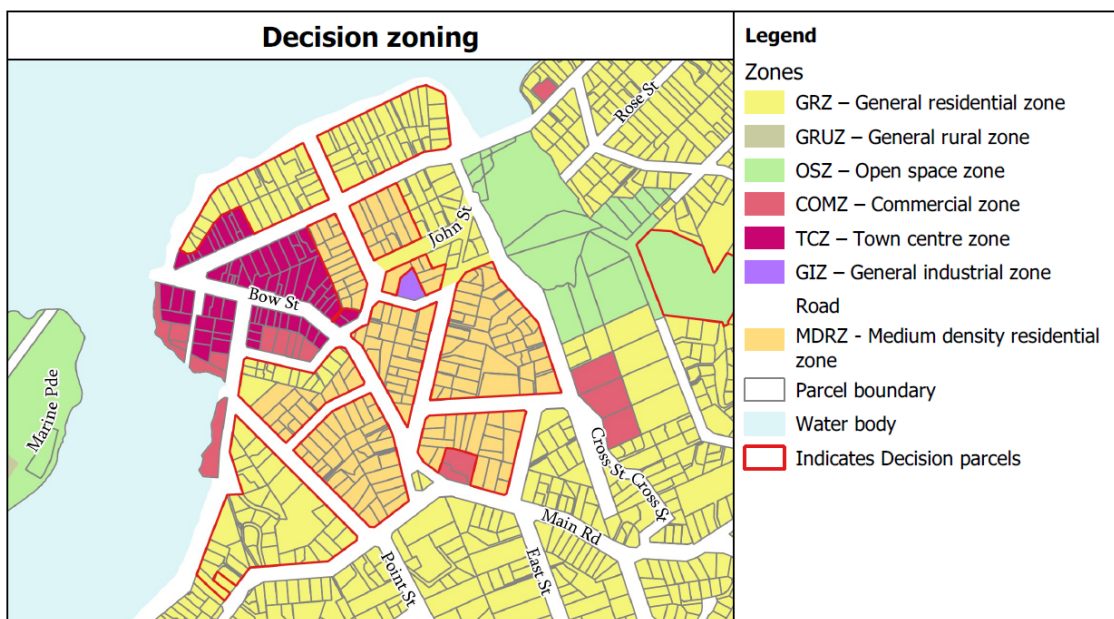 Decision zoning
Rose St
John St
Bow St
Marine Pde
Cross St
Cross St
Main Rd
Point St
East St
Legend
Zones
GRZ – General residential zone
GRUZ – General rural zone
OSZ – Open space zone
COMZ – Commercial zone
TCZ – Town centre zone
GIZ – General industrial zone
Road
MDRZ - Medium density residential
zone
Parcel boundary
Water body
Indicates Decision parcels